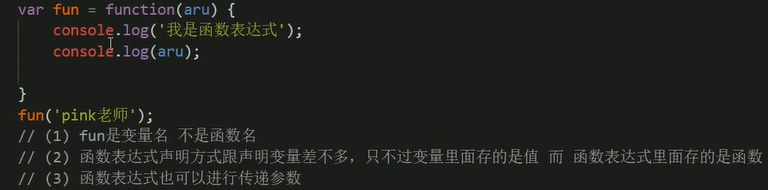 var fun = function(aru) {
console.log('我是函数表达式');
console.log(aru);
}
fun('pink老师');
// (1) fun是变量名 不是函数名
// (2) 函数表达式声明方式跟声明变量差不多，只不过变量里面存的是值 而 函数表达式里面存的是函数
// (3) 函数表达式也可以进行传递参数